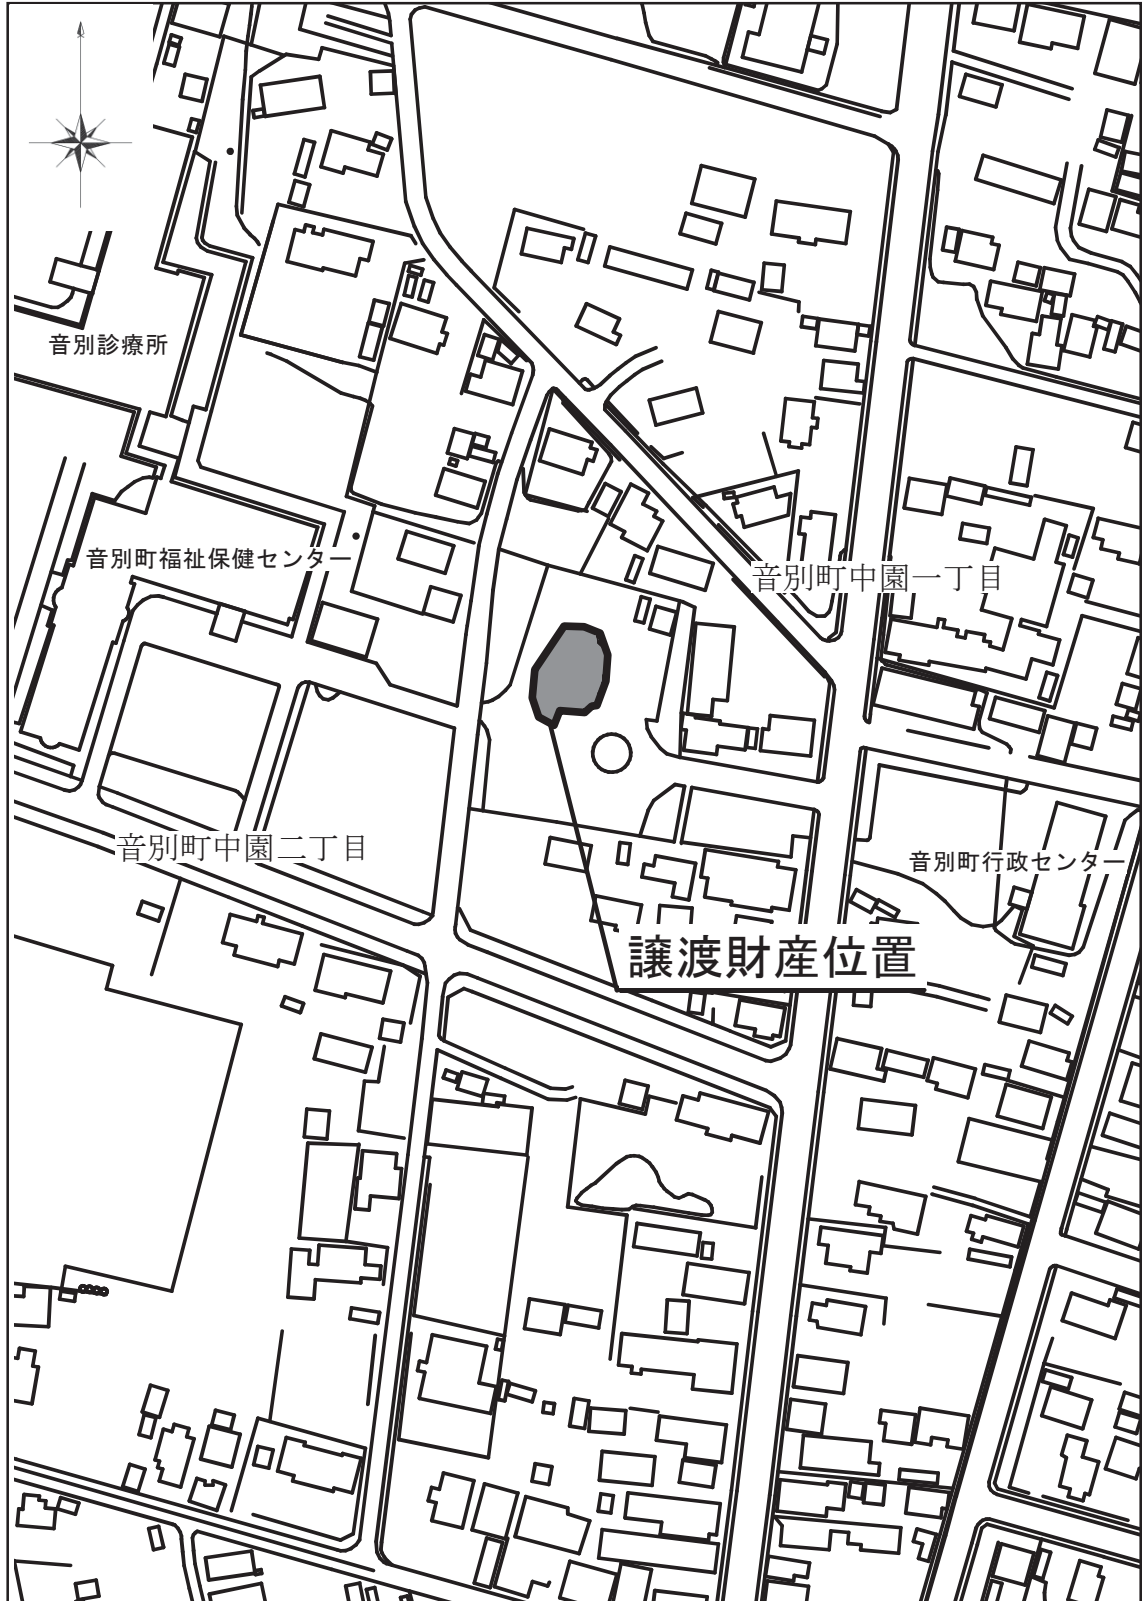 音別診療所
音別町福祉保健センター
音別町中園一丁目
音別町中園二丁目
音別町行政センター
譲渡財産位置